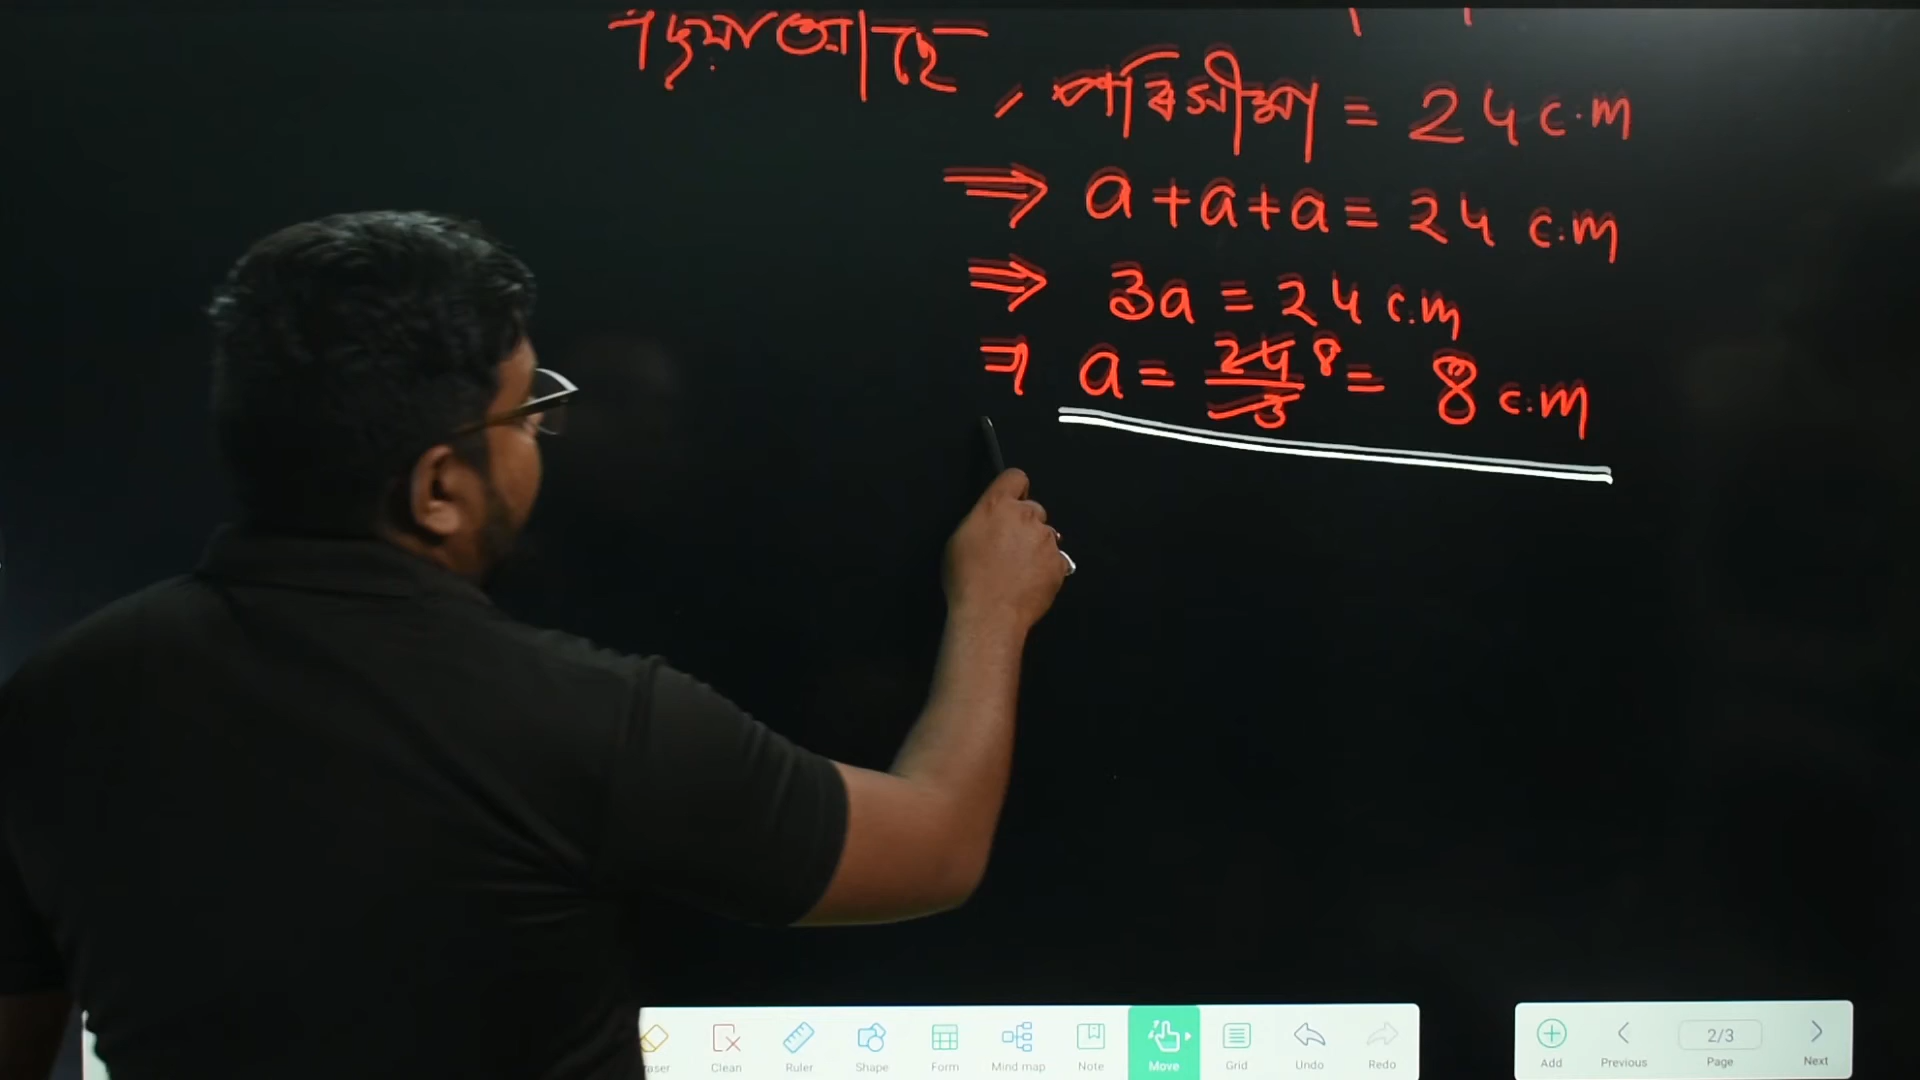 দিয়া আছে, পৰিসীমা = 24 c.m
⇒ a + a + a = 24 c.m
⇒ 3a = 24 c.m
⇒ a = 24/3 8 = 8 c.m
raser Clean Ruler Shape Form Mind map Note Move Grid Undo Redo
Add Previous 2/3 Page Next